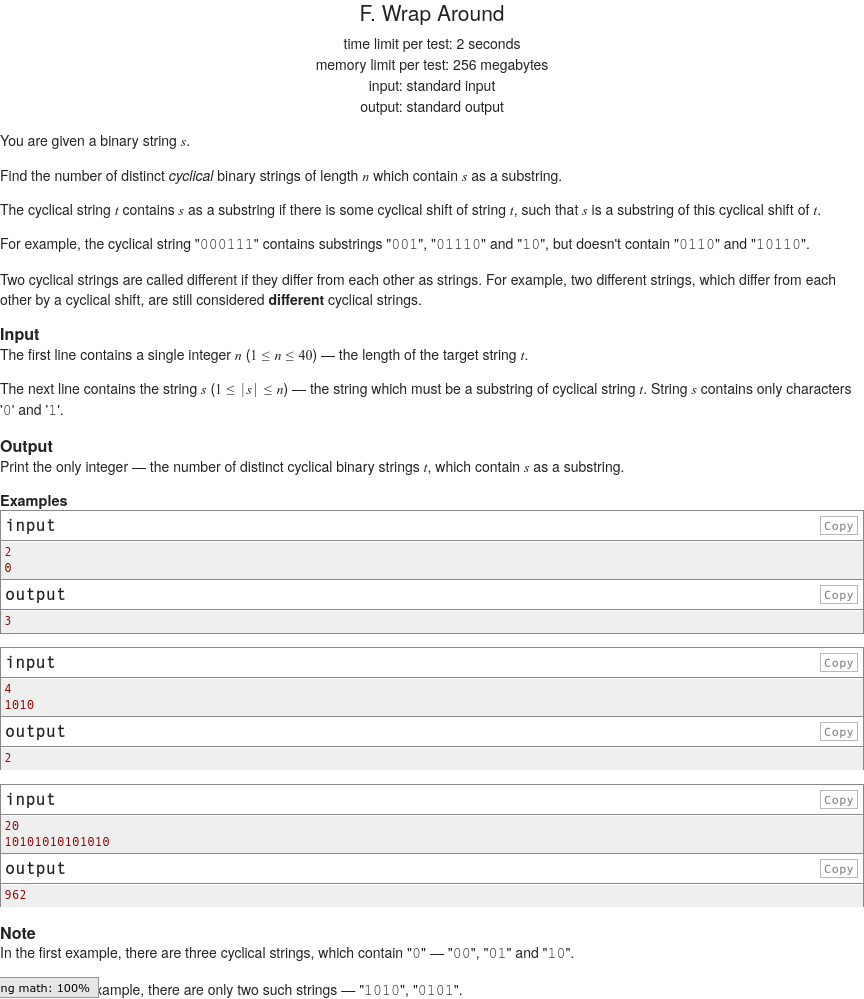 F. Wrap Around
time limit per test: 2 seconds
memory limit per test: 256 megabytes
input: standard input
output: standard output
You are given a binary string s.
Find the number of distinct cyclical binary strings of length n which contain s as a substring.
The cyclical string t contains s as a substring if there is some cyclical shift of string t, such that s is a substring of this cyclical shift of t.
For example, the cyclical string "000111" contains substrings "001", "01110" and "10", but doesn't contain "0110" and "10110".
Two cyclical strings are called different if they differ from each other as strings. For example, two different strings, which differ from each
other by a cyclical shift, are still considered different cyclical strings.
Input
The first line contains a single integer n (1 ≤ n ≤ 40) — the length of the target string t.
The next line contains the string s (1 ≤ |s| ≤ n) — the string which must be a substring of cyclical string t. String s contains only characters
'0' and '1'.
Output
Print the only integer — the number of distinct cyclical binary strings t, which contain s as a substring.
Examples
input Copy
2
0
output Copy
3
input Copy
4
1010
output Copy
2
input Copy
20
10101010101010
output Copy
962
Note
In the first example, there are three cyclical strings, which contain "0" — "00", "01" and "10".
ng math: 100% xample, there are only two such strings — "1010", "0101".